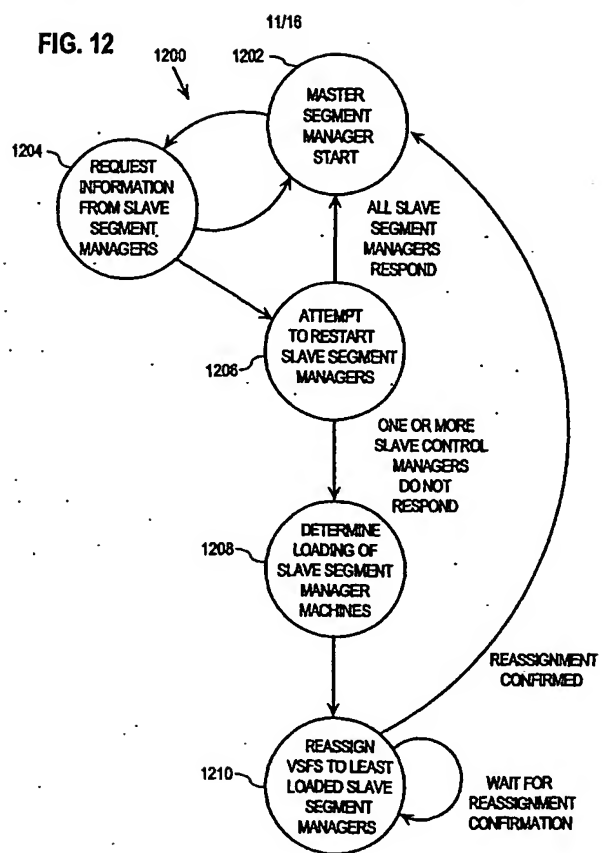 11/16
FIG. 12
1200
1202
MASTER
SEGMENT
MANAGER
START
1204
REQUEST
INFORMATION
FROM SLAVE
SEGMENT
MANAGERS
ALL SLAVE
SEGMENT
MANAGERS
RESPOND
ATTEMPT
TO RESTART
SLAVE SEGMENT
MANAGERS
1206
ONE OR MORE
SLAVE CONTROL
MANAGERS
DO NOT
RESPOND
1208
DETERMINE
LOADING OF
SLAVE SEGMENT
MANAGER
MACHINES
REASSIGNMENT
CONFIRMED
1210
REASSIGN
VSFS TO LEAST
LOADED SLAVE
SEGMENT
MANAGERS
WAIT FOR
REASSIGNMENT
CONFIRMATION